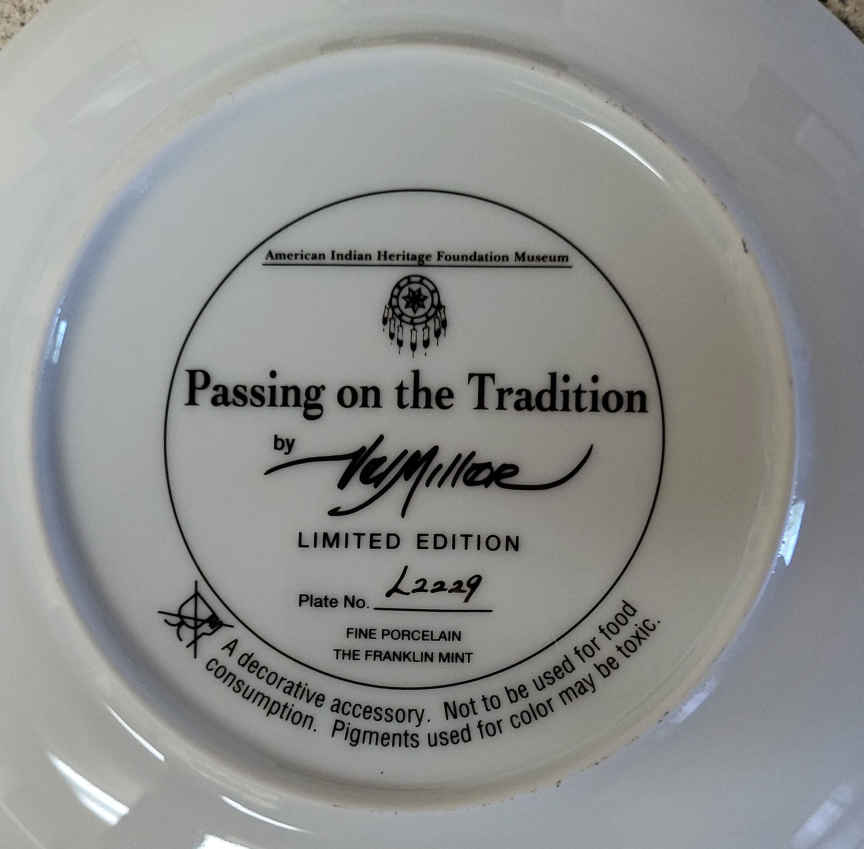 American Indian Heritage Foundation Museum
Passing on the Tradition
by
LIMITED EDITION
Plate No. L2229
FINE PORCELAIN
THE FRANKLIN MINT
A decorative accessory. Not to be used for food
consumption. Pigments used for color may be toxic.